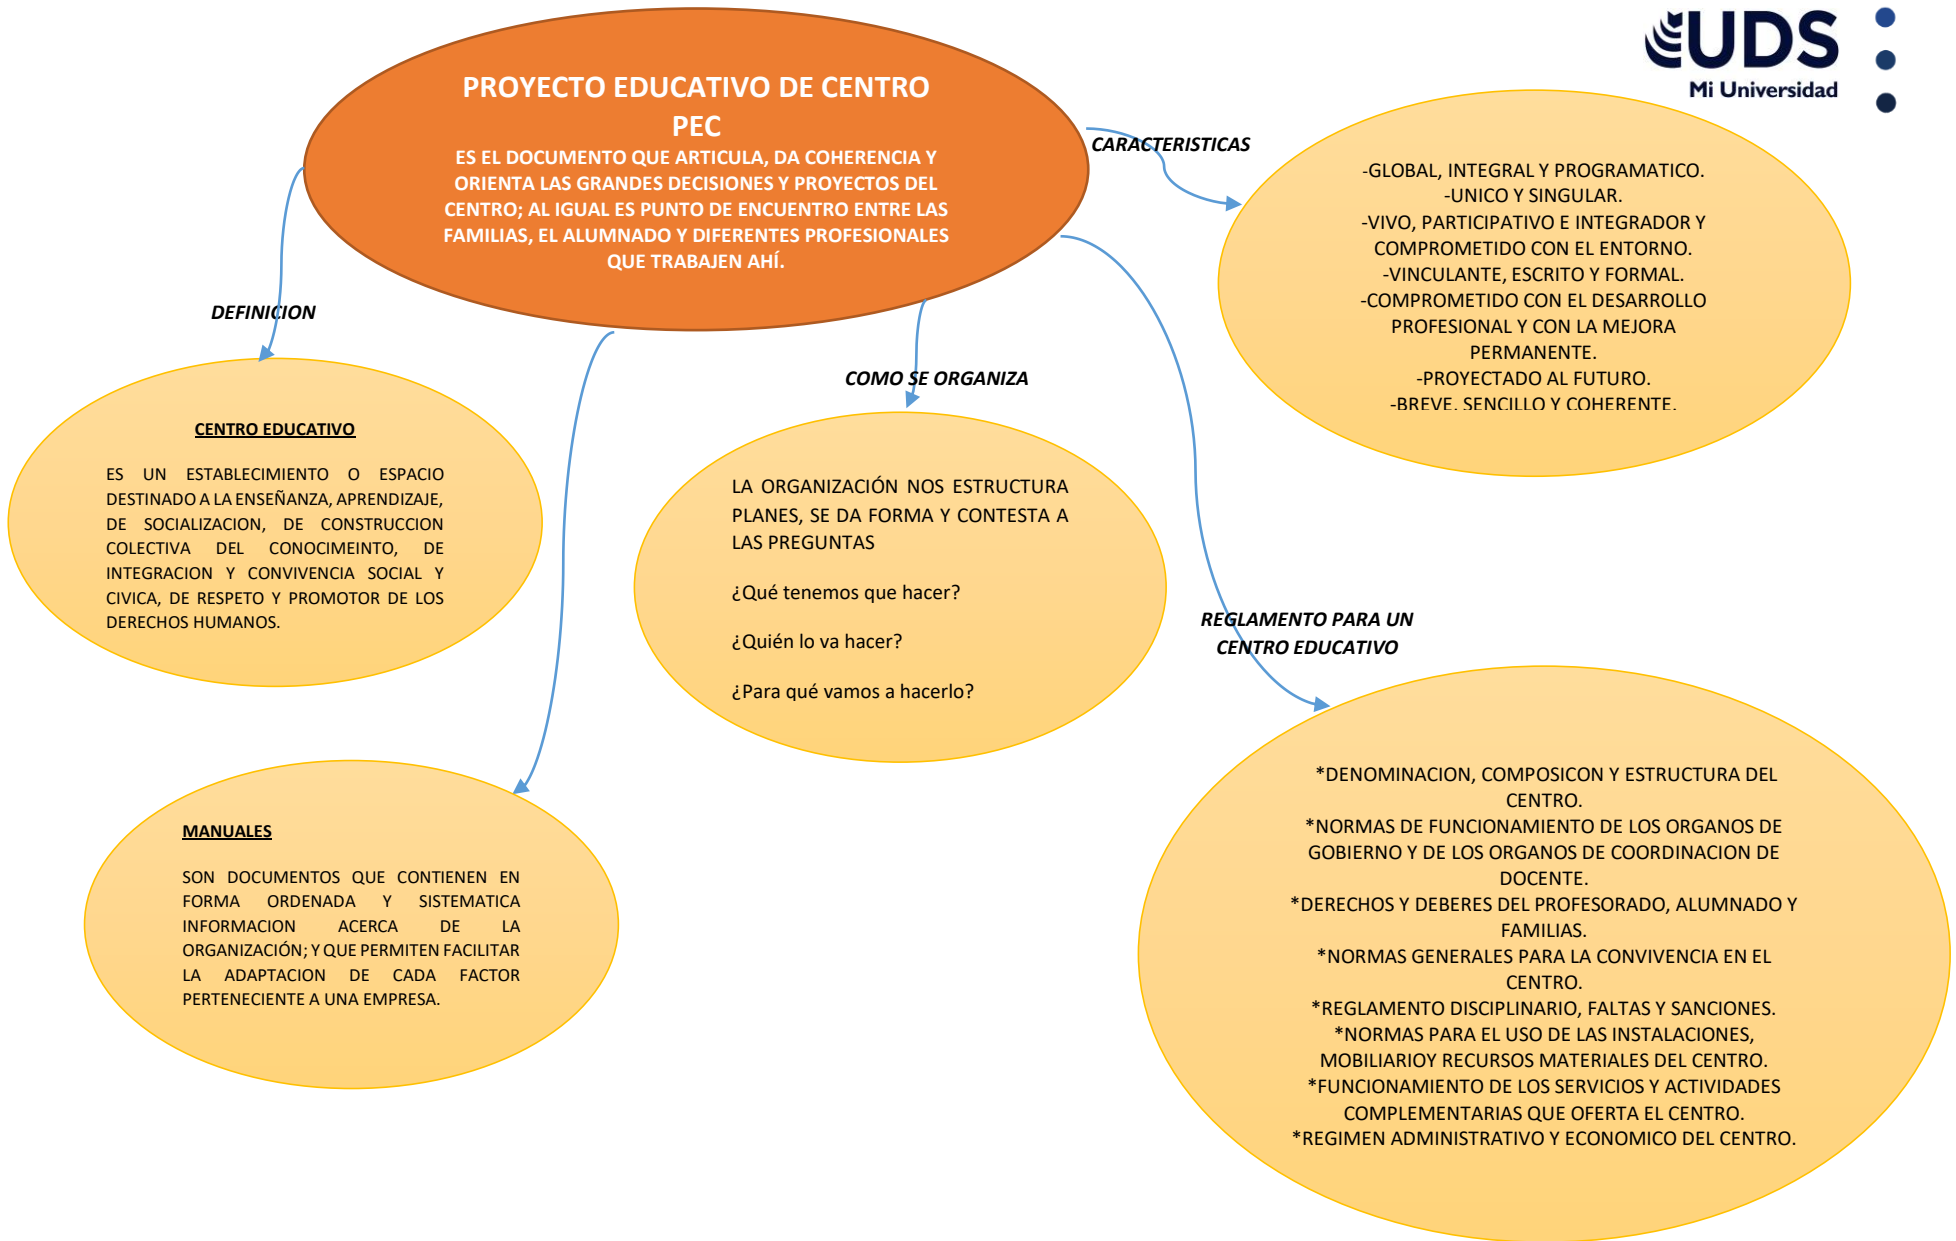 UDS
Mi Universidad
PROYECTO EDUCATIVO DE CENTRO
PEC
ES EL DOCUMENTO QUE ARTICULA, DA COHERENCIA Y
ORIENTA LAS GRANDES DECISIONES Y PROYECTOS DEL
CENTRO; AL IGUAL ES PUNTO DE ENCUENTRO ENTRE LAS
FAMILIAS, EL ALUMNADO Y DIFERENTES PROFESIONALES
QUE TRABAJEN AHÍ.
CARACTERISTICAS
-GLOBAL, INTEGRAL Y PROGRAMATICO.
-UNICO Y SINGULAR.
-VIVO, PARTICIPATIVO E INTEGRADOR Y
COMPROMETIDO CON EL ENTORNO.
-VINCULANTE, ESCRITO Y FORMAL.
-COMPROMETIDO CON EL DESARROLLO
PROFESIONAL Y CON LA MEJORA
PERMANENTE.
-PROYECTADO AL FUTURO.
-BREVE, SENCILLO Y COHERENTE.
DEFINICION
CENTRO EDUCATIVO
ES UN ESTABLECIMIENTO O ESPACIO
DESTINADO A LA ENSEÑANZA, APRENDIZAJE,
DE SOCIALIZACION, DE CONSTRUCCION
COLECTIVA DEL CONOCIMEINTO, DE
INTEGRACION Y CONVIVENCIA SOCIAL Y
CIVICA, DE RESPETO Y PROMOTOR DE LOS
DERECHOS HUMANOS.
COMO SE ORGANIZA
LA ORGANIZACIÓN NOS ESTRUCTURA
PLANES, SE DA FORMA Y CONTESTA A
LAS PREGUNTAS
¿Qué tenemos que hacer?
¿Quién lo va hacer?
¿Para qué vamos a hacerlo?
MANUALES
SON DOCUMENTOS QUE CONTIENEN EN
FORMA ORDENADA Y SISTEMATICA
INFORMACION ACERCA DE LA
ORGANIZACIÓN; Y QUE PERMITEN FACILITAR
LA ADAPTACION DE CADA FACTOR
PERTENECIENTE A UNA EMPRESA.
REGLAMENTO PARA UN
CENTRO EDUCATIVO
*DENOMINACION, COMPOSICON Y ESTRUCTURA DEL
CENTRO.
*NORMAS DE FUNCIONAMIENTO DE LOS ORGANOS DE
GOBIERNO Y DE LOS ORGANOS DE COORDINACION DE
DOCENTE.
*DERECHOS Y DEBERES DEL PROFESORADO, ALUMNADO Y
FAMILIAS.
*NORMAS GENERALES PARA LA CONVIVENCIA EN EL
CENTRO.
*REGLAMENTO DISCIPLINARIO, FALTAS Y SANCIONES.
*NORMAS PARA EL USO DE LAS INSTALACIONES,
MOBILIARIOY RECURSOS MATERIALES DEL CENTRO.
*FUNCIONAMIENTO DE LOS SERVICIOS Y ACTIVIDADES
COMPLEMENTARIAS QUE OFERTA EL CENTRO.
*REGIMEN ADMINISTRATIVO Y ECONOMICO DEL CENTRO.